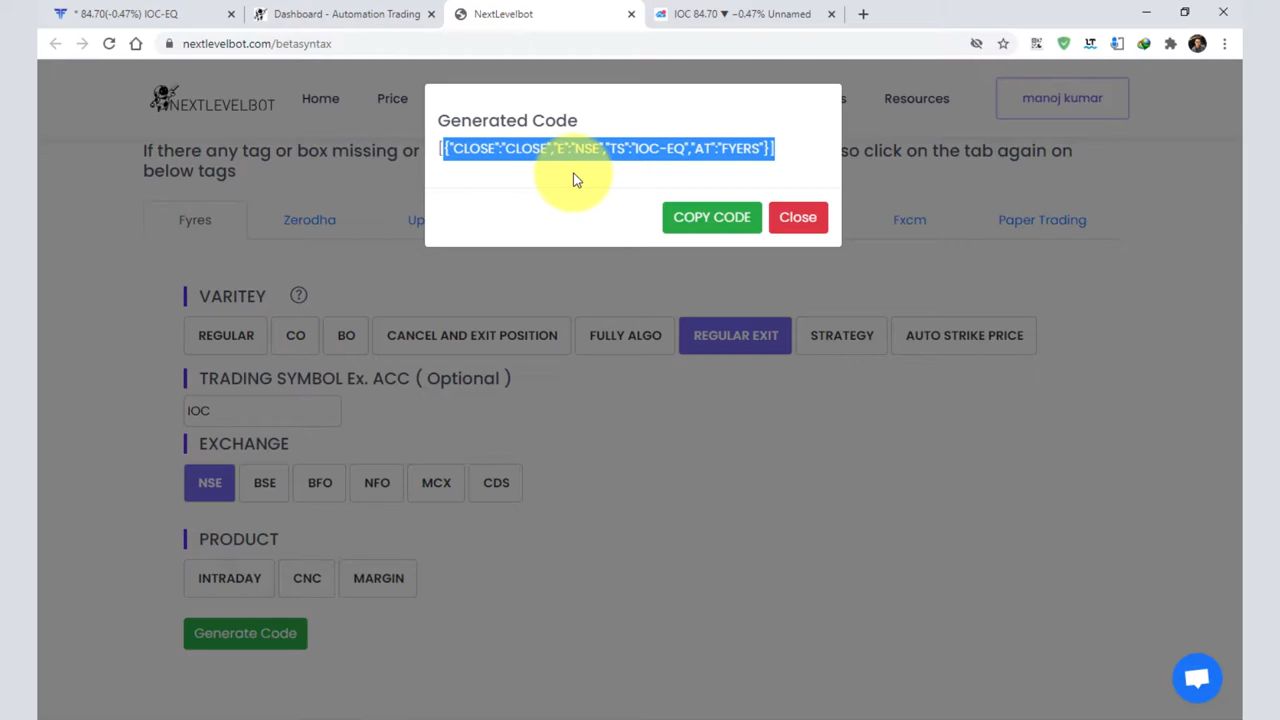 * 84.70(-0.47%) IOC-EQ
Dashboard - Automation Trading
NextLevelbot
IOC 84.70 ▼ −0.47% Unnamed
nextlevelbot.com/betasyntax
NEXTLEVELBOT
Home
Price
Resources
manoj kumar
Generated Code
[{"CLOSE":"CLOSE","E":"NSE","TS":"IOC-EQ","AT":"FYERS"}]
COPY CODE
Close
If there any tag or box missing or
so click on the tab again on
below tags
Fyres
Zerodha
Up
Fxcm
Paper Trading
VARITEY ?
REGULAR
CO
BO
CANCEL AND EXIT POSITION
FULLY ALGO
REGULAR EXIT
STRATEGY
AUTO STRIKE PRICE
TRADING SYMBOL Ex. ACC ( Optional )
IOC
EXCHANGE
NSE
BSE
BFO
NFO
MCX
CDS
PRODUCT
INTRADAY
CNC
MARGIN
Generate Code